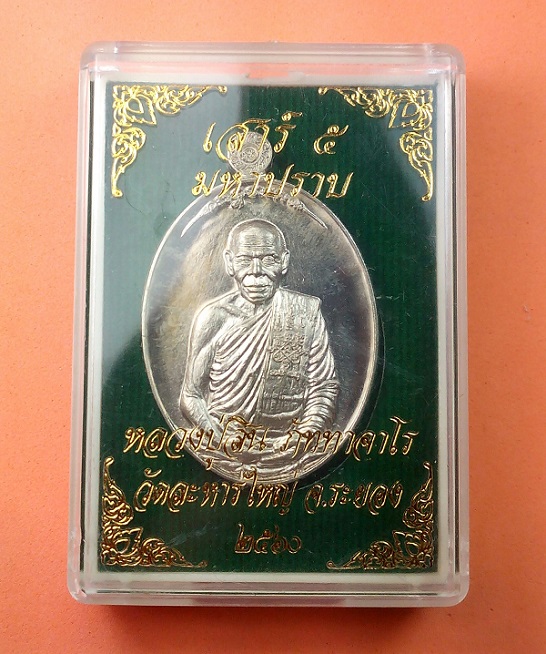 เสาร์ ๕
มหาปราบ
หลวงปู่สิน ภัททาจาโร
วัดละหารใหญ่ จ.ระยอง
๒๕๖๐